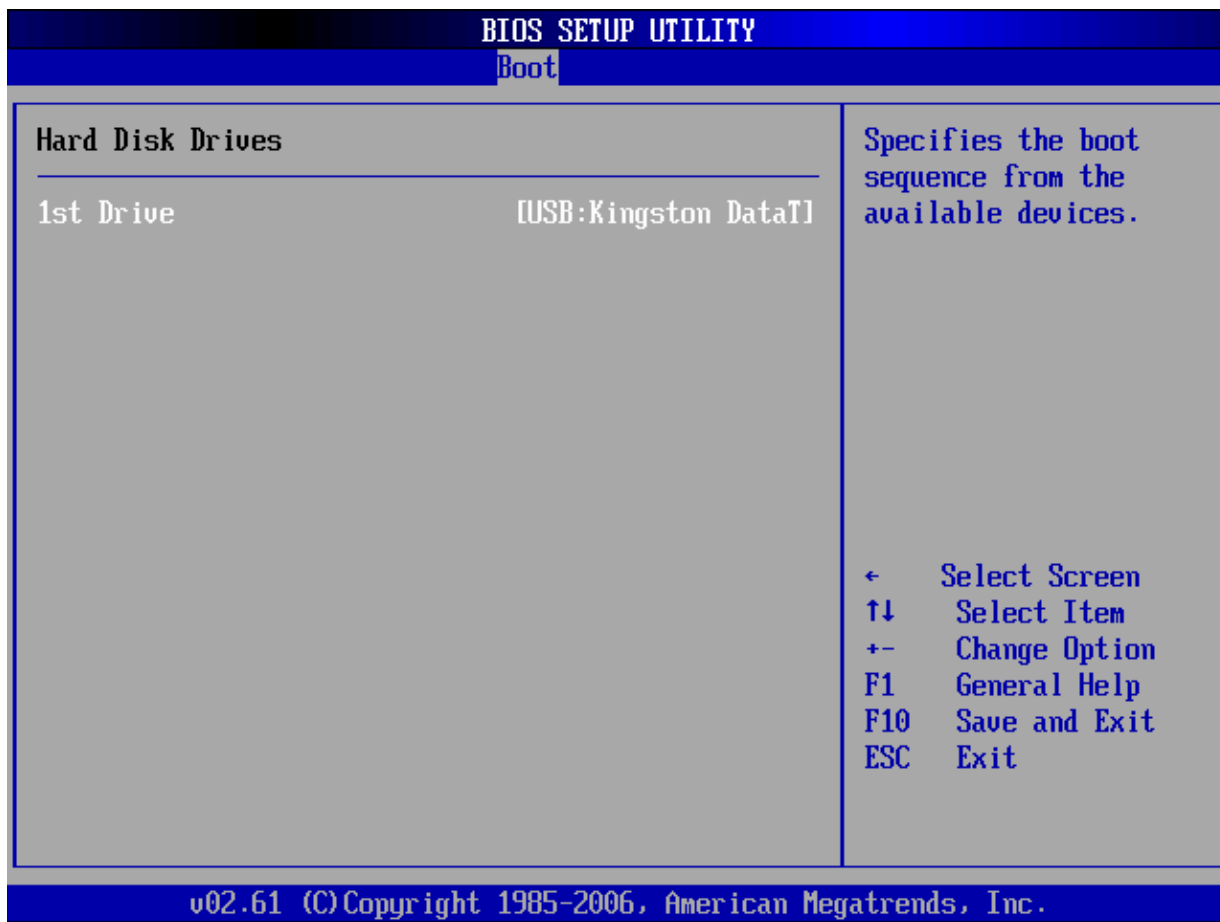 BIOS SETUP UTILITY
Boot
Hard Disk Drives
1st Drive [USB:Kingston DataT]
Specifies the boot
sequence from the
available devices.
← Select Screen
↑↓ Select Item
+- Change Option
F1 General Help
F10 Save and Exit
ESC Exit
v02.61 (C)Copyright 1985-2006, American Megatrends, Inc.